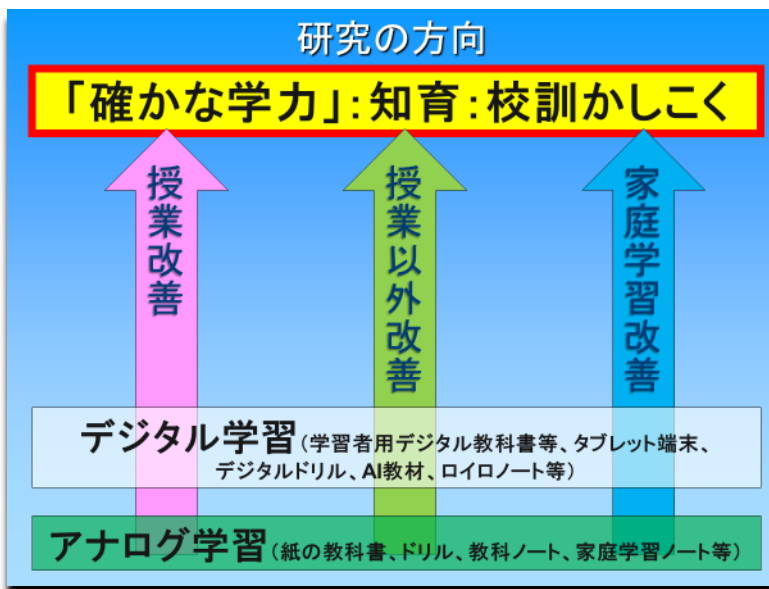 研究の方向
「確かな学力」:知育:校訓かしこく
授業改善
授業以外改善
家庭学習改善
デジタル学習(学習者用デジタル教科書等、タブレット端末、
デジタルドリル、AI教材、ロイロノート等)
アナログ学習(紙の教科書、ドリル、教科ノート、家庭学習ノート等)